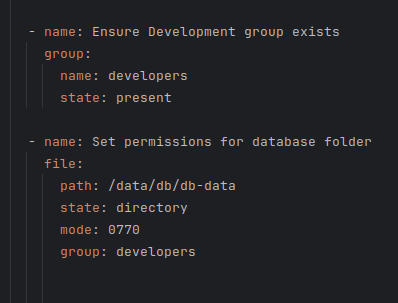 - name: Ensure Development group exists
group:
name: developers
state: present
- name: Set permissions for database folder
file:
path: /data/db/db-data
state: directory
mode: 0770
group: developers